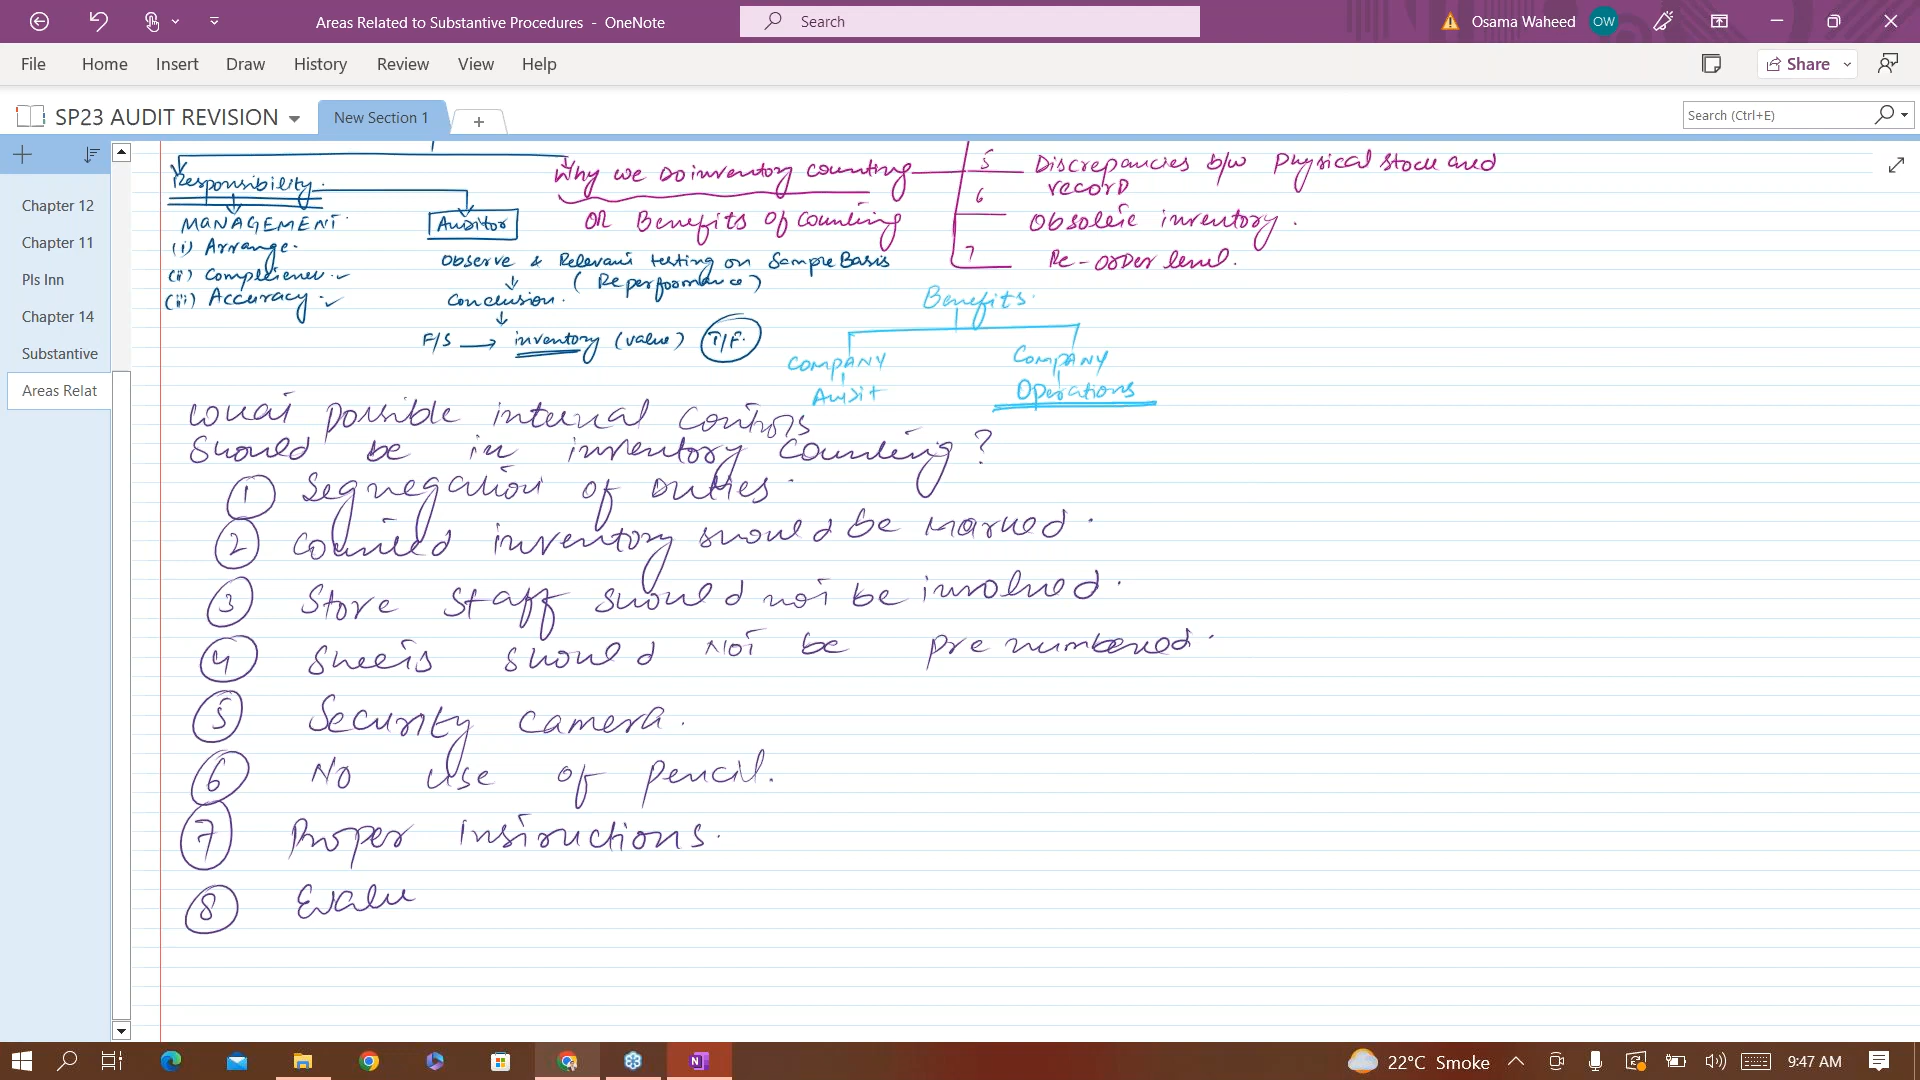 Areas Related to Substantive Procedures - OneNote
Search
Osama Waheed
OW
File Home Insert Draw History Review View Help
Share
SP23 AUDIT REVISION
New Section 1
Search (Ctrl+E)
Chapter 12
Chapter 11
Pls Inn
Chapter 14
Substantive
Areas Relat
Responsibility.
MANAGEMENT
(i) Arrange.
(ii) Completeness
(iii) Accuracy.
Auditor
Observe & Relevant testing on Sample Basis
(Reperformance)
Conclusion.
F/S → inventory (value) T/F.
Why we Do inventory counting
OR Benefits of Counting
5 Discrepancies b/w Physical stock and
record
6 Obsolete inventory.
7 Re-order level.
Benefits.
COMPANY
Audit
COMPANY
Operations
What possible internal Controls
Should be in inventory Counting?
1 Segregation of Duties.
2 Counted inventory should be Marked.
3 Store Staff should not be involved.
4 Sheets should NOT be pre numbered.
5 Security camera.
6 No use of pencil.
7 Proper Instructions.
8 Evalu
22°C Smoke
9:47 AM